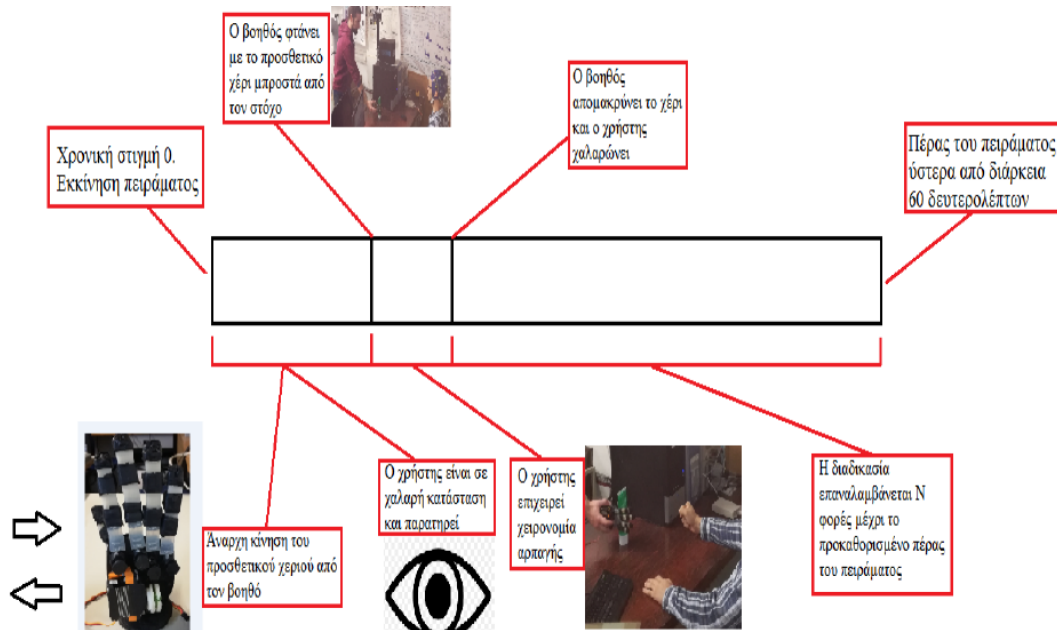 Ο βοηθός φτάνει
με το προσθετικό
χέρι μπροστά από
τον στόχο
Ο βοηθός
απομακρύνει το χέρι
και ο χρήστης
χαλαρώνει
Χρονική στιγμή 0.
Εκκίνηση πειράματος
Πέρας του πειράματος
ύστερα από διάρκεια
60 δευτερολέπτων
Άναρχη κίνηση του
προσθετικού χεριού από
τον βοηθό
Ο χρήστης είναι σε
χαλαρή κατάσταση
και παρατηρεί
Ο χρήστης
επιχειρεί
χειρονομία
αρπαγής
Η διαδικασία
επαναλαμβάνεται Ν
φορές μέχρι το
προκαθορισμένο πέρας
του πειράματος